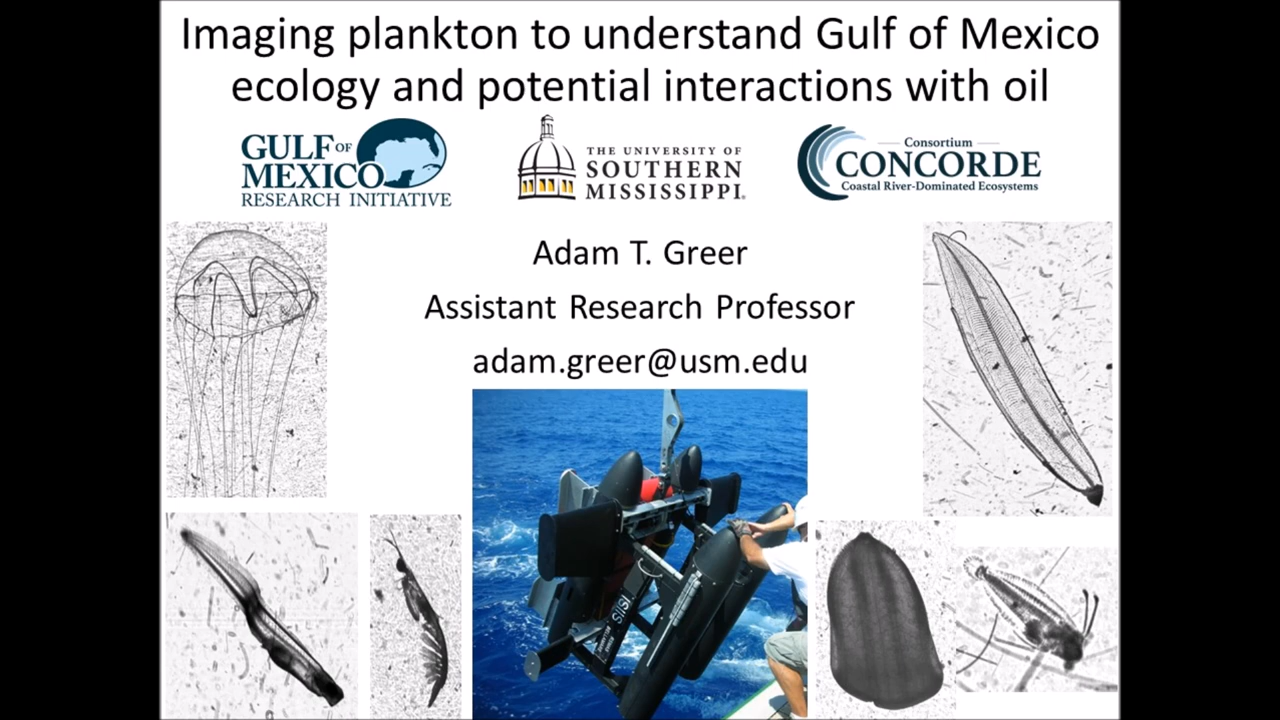 Imaging plankton to understand Gulf of Mexico
ecology and potential interactions with oil
GULF OF
MEXICO
RESEARCH INITIATIVE
THE UNIVERSITY OF
SOUTHERN
MISSISSIPPI
Consortium
CONCORDE
Coastal River-Dominated Ecosystems
Adam T. Greer
Assistant Research Professor
adam.greer@usm.edu
ISIIS